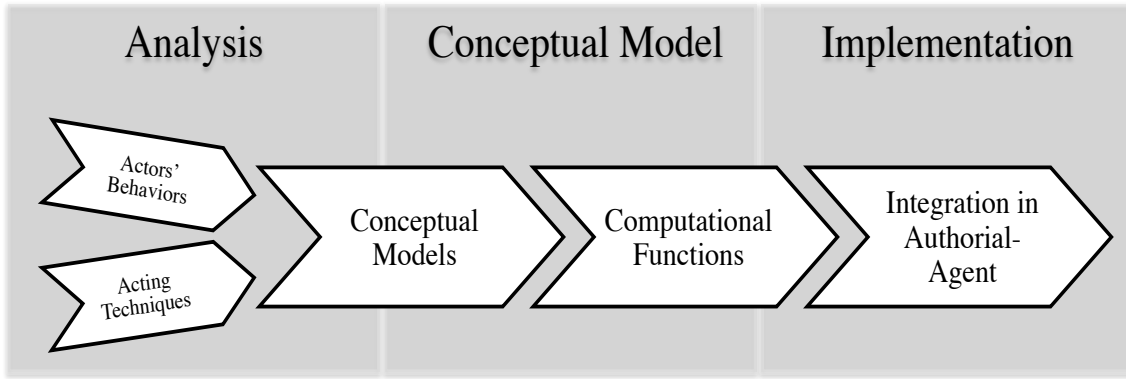 Analysis
Conceptual Model
Implementation
Actors’
Behaviors
Acting
Techniques
Conceptual
Models
Computational
Functions
Integration in
Authorial-
Agent